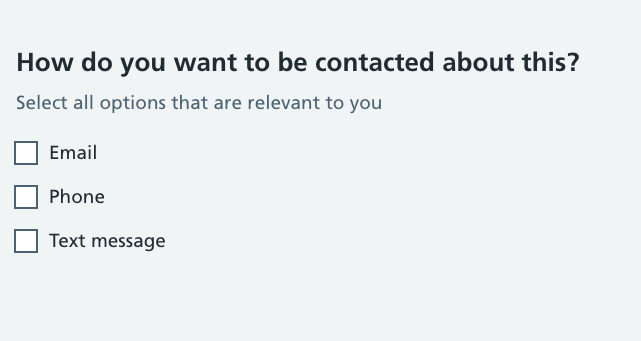 How do you want to be contacted about this?
Select all options that are relevant to you
Email
Phone
Text message